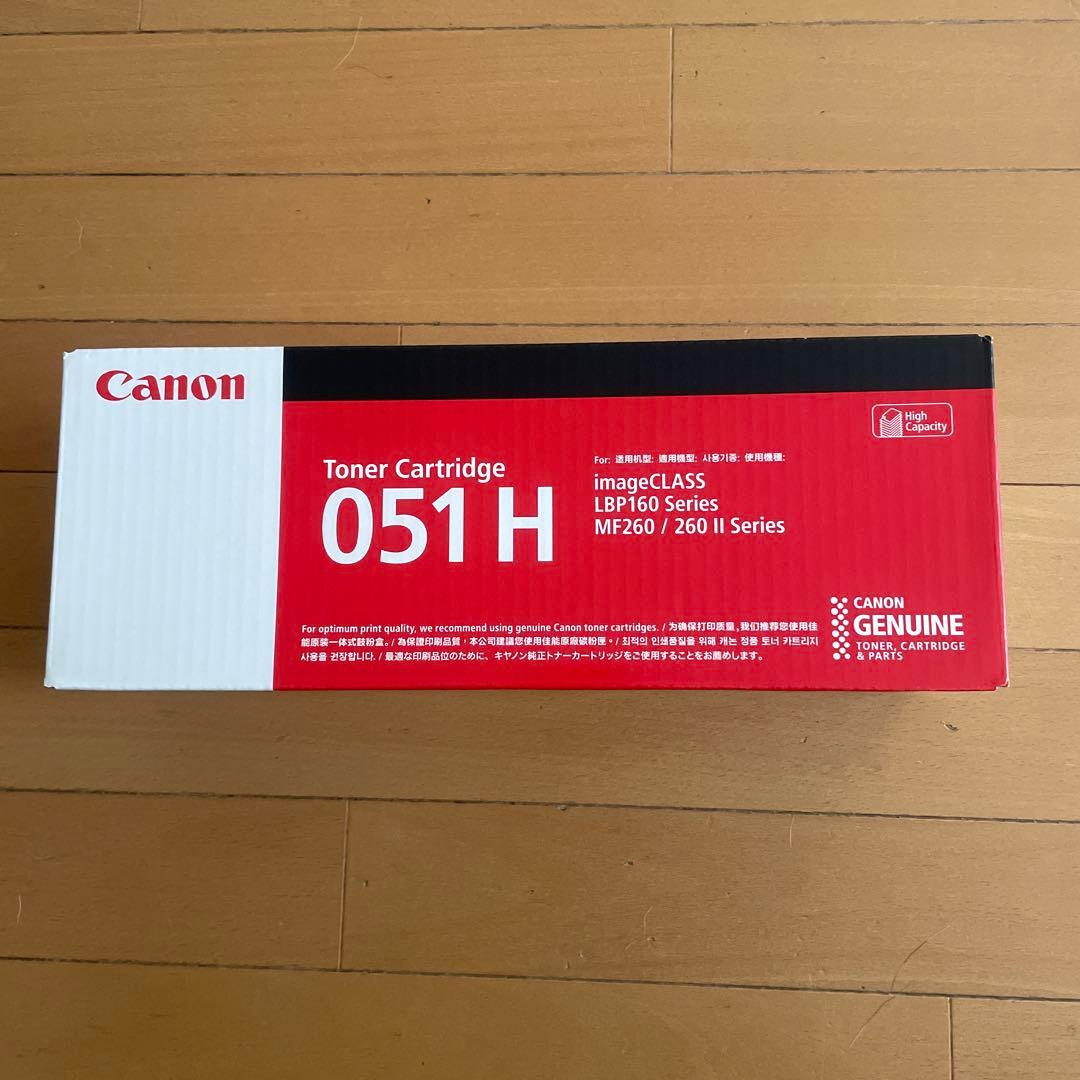 Canon
High
Capacity
Toner Cartridge
051 H
For: 适用机型: 適用機型: 사용기종: 使用機種:
imageCLASS
LBP160 Series
MF260 / 260 II Series
For optimum print quality, we recommend using genuine Canon toner cartridges. / 为确保打印质量,我们推荐您使用佳
能原装一体式鼓粉盒。/ 為保證印刷品質，本公司建議您使用佳能原廠碳粉匣。/ 최적의 인쇄품질을 위해 캐논 정품 토너 카트리지
사용을 권장합니다. / 最適な印刷品位のために、キヤノン純正トナーカートリッジをご使用することをお薦めします。
CANON
GENUINE
TONER, CARTRIDGE
& PARTS